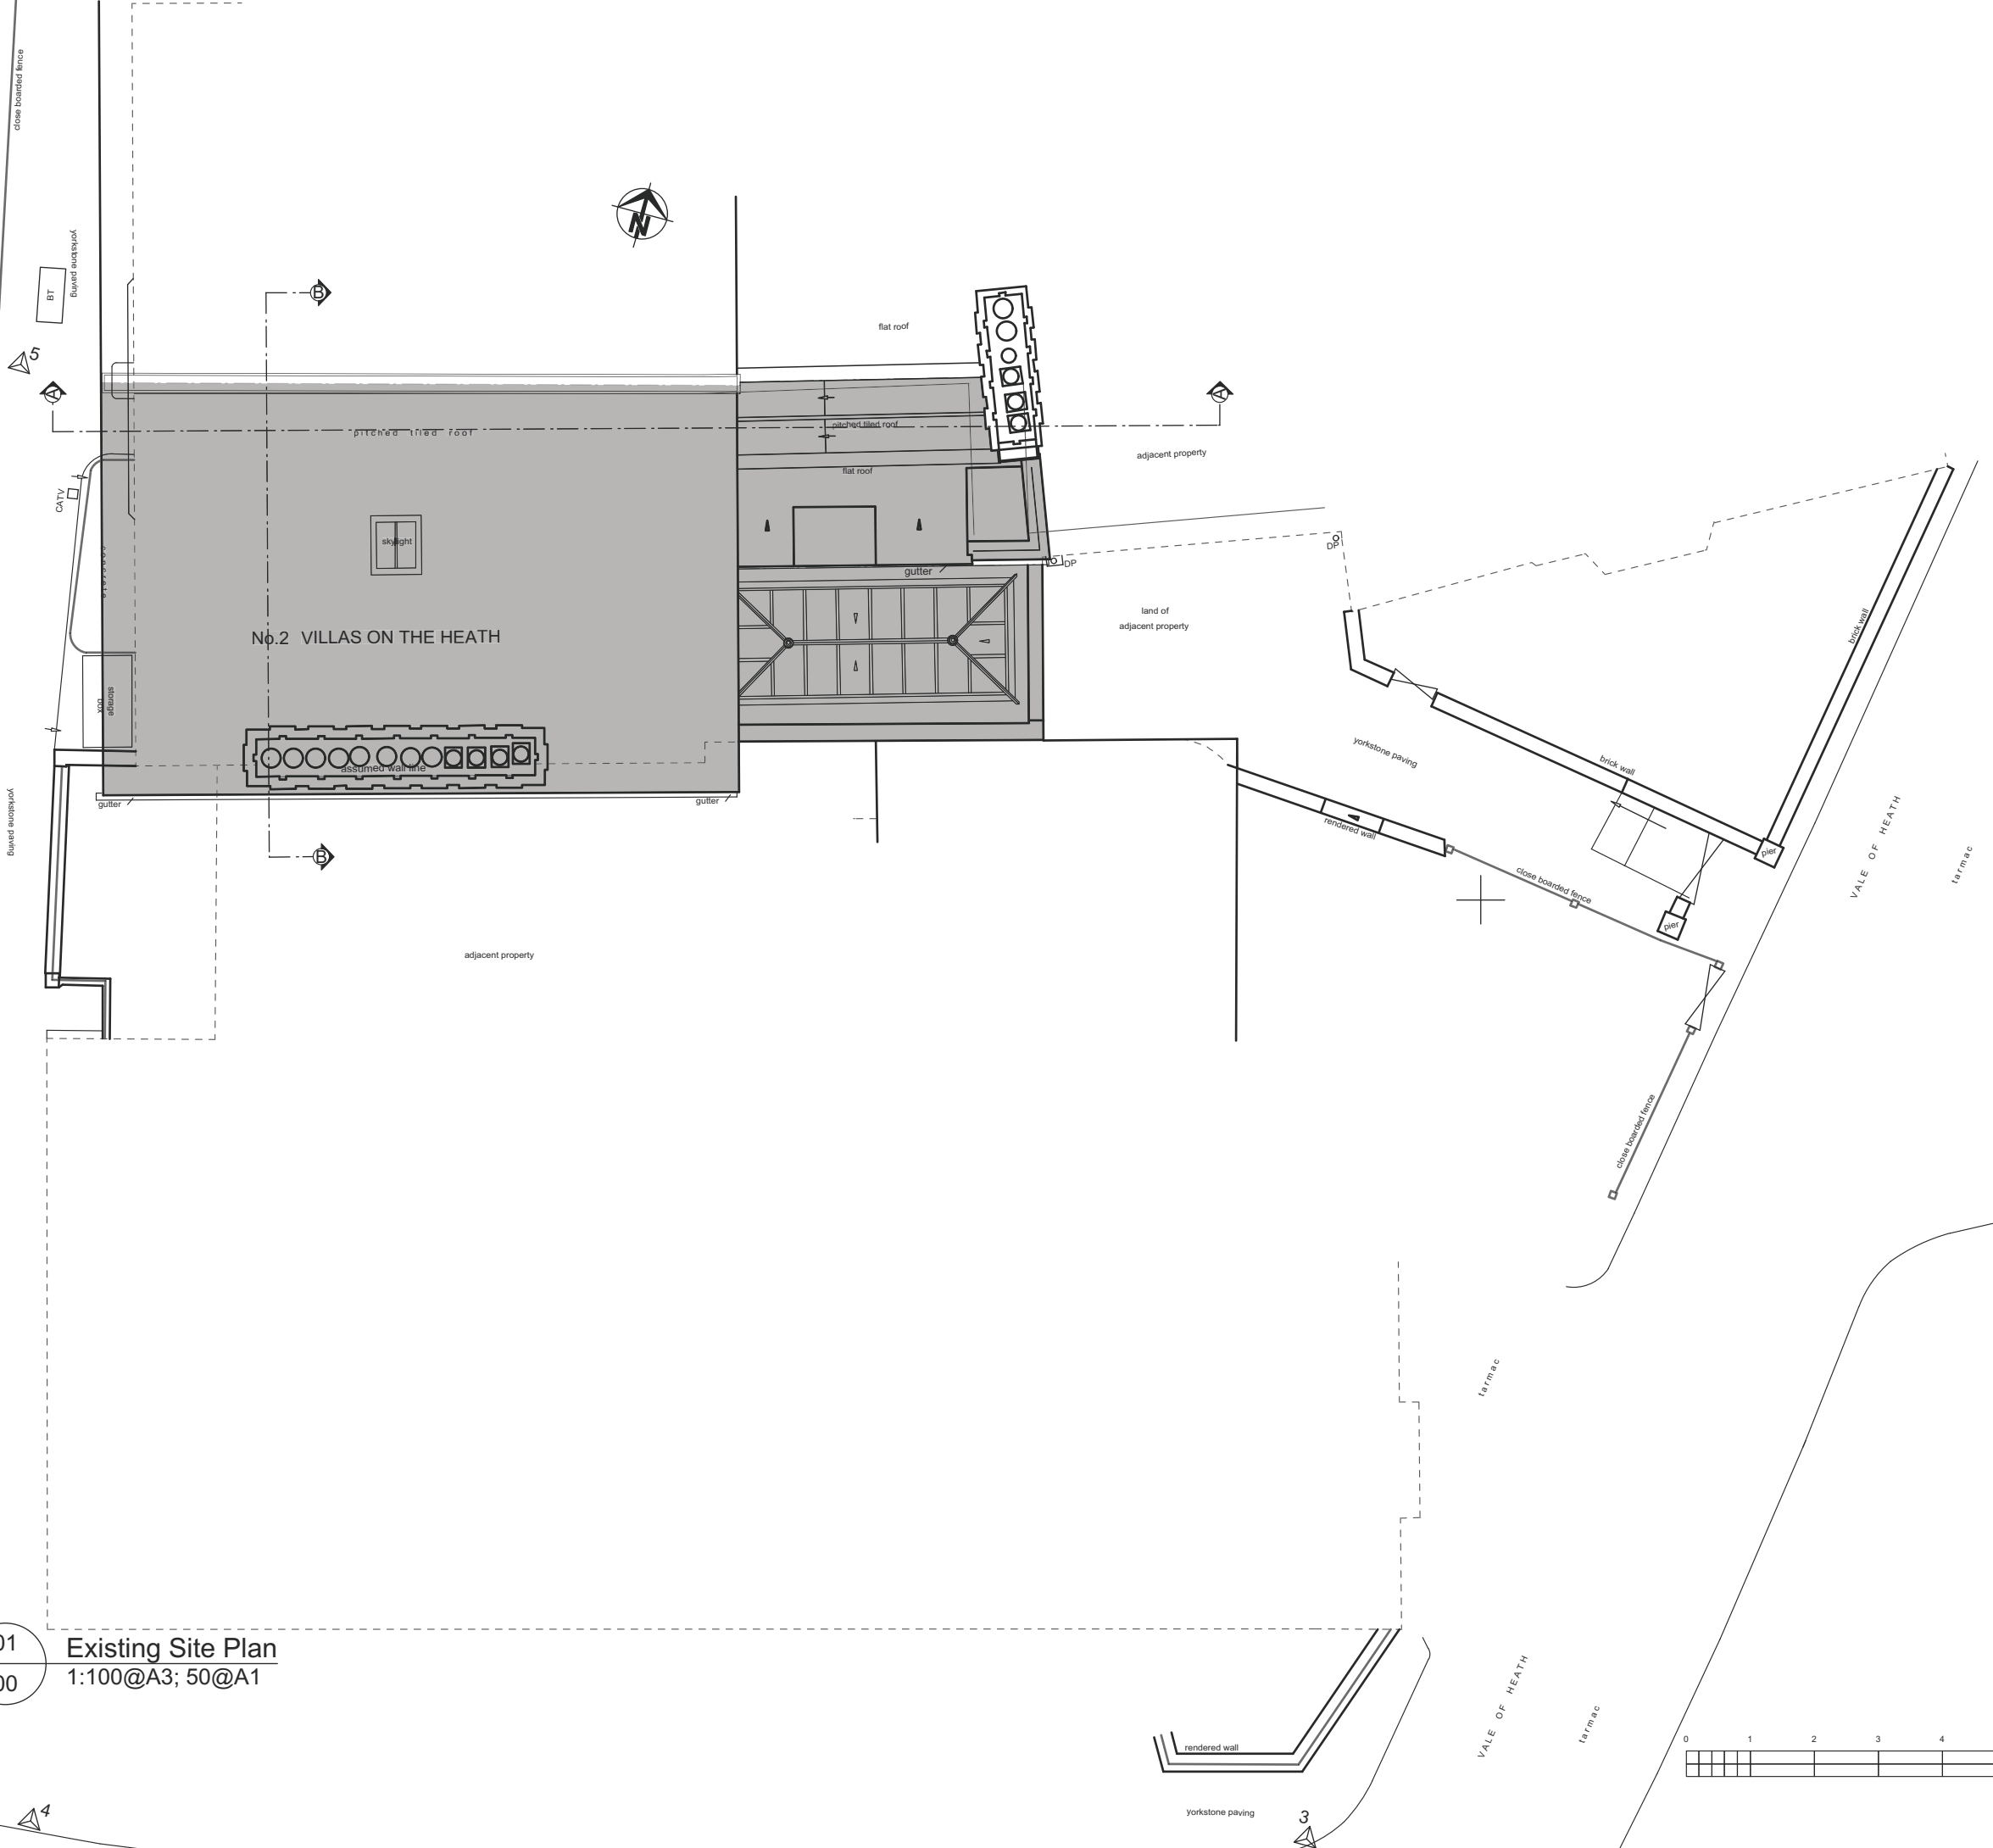 close boarded fence
yorkstone paving
BT
N
5
B
flat roof
A
A
pitched tiled roof
pitched tiled roof
adjacent property
flat roof
CATV
skylight
concrete
DP
DP
gutter
land of
adjacent property
brick wall
No.2 VILLAS ON THE HEATH
storage
box
yorkstone paving
brick wall
assumed wall line
gutter
gutter
rendered wall
yorkstone paving
B
pier
VALE OF HEATH
tarmac
close boarded fence
pier
adjacent property
close boarded fence
tarmac
01
00
Existing Site Plan
1:100@A3; 50@A1
VALE OF HEATH
tarmac
rendered wall
0 1 2 3 4
yorkstone paving
4
3